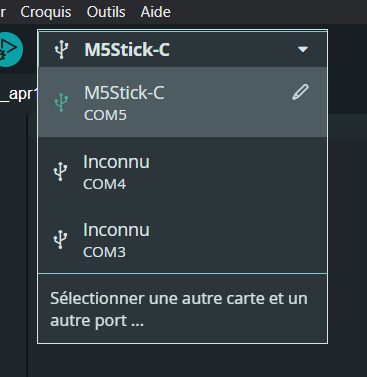 r Croquis Outils Aide
M5Stick-C
_apr1
M5Stick-C
COM5
Inconnu
COM4
Inconnu
COM3
Sélectionner une autre carte et un
autre port ...